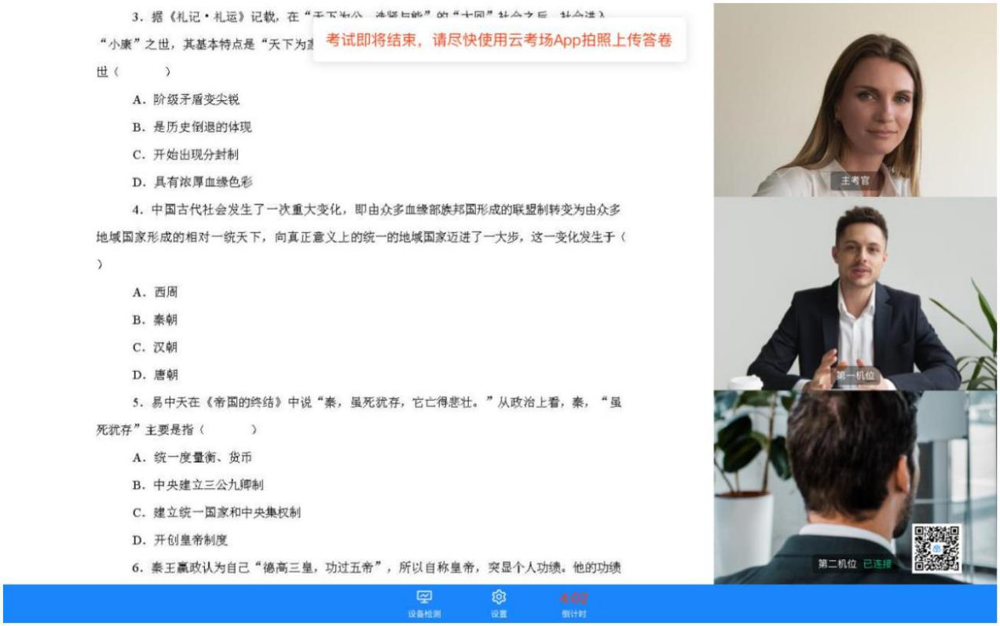 3．据《礼记·礼运》记载，在“天下为公，选贤与能”的“大同”社会之后，社会进入
“小康”之世，其基本特点是“天下为
考试即将结束，请尽快使用云考场App拍照上传答卷
世（ ）
A．阶级矛盾变尖锐
B．是历史倒退的体现
C．开始出现分封制
D．具有浓厚血缘色彩
4．中国古代社会发生了一次重大变化，即由众多血缘部族邦国形成的联盟制转变为由众多
地域国家形成的相对一统天下，向真正意义上的统一的地域国家迈进了一大步，这一变化发生于（
）
A．西周
B．秦朝
C．汉朝
D．唐朝
5．易中天在《帝国的终结》中说“秦，虽死犹存，它亡得悲壮。”从政治上看，秦，“虽
死犹存”主要是指（ ）
A．统一度量衡、货币
B．中央建立三公九卿制
C．建立统一国家和中央集权制
D．开创皇帝制度
6．秦王嬴政认为自己“德高三皇，功过五帝”，所以自称皇帝，突显个人功绩。他的功绩
主考官
第一机位
第二机位 已连接
设备检测
设置
4:02
倒计时